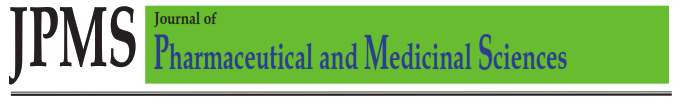 JPMS
Journal of
Pharmaceutical and Medicinal Sciences